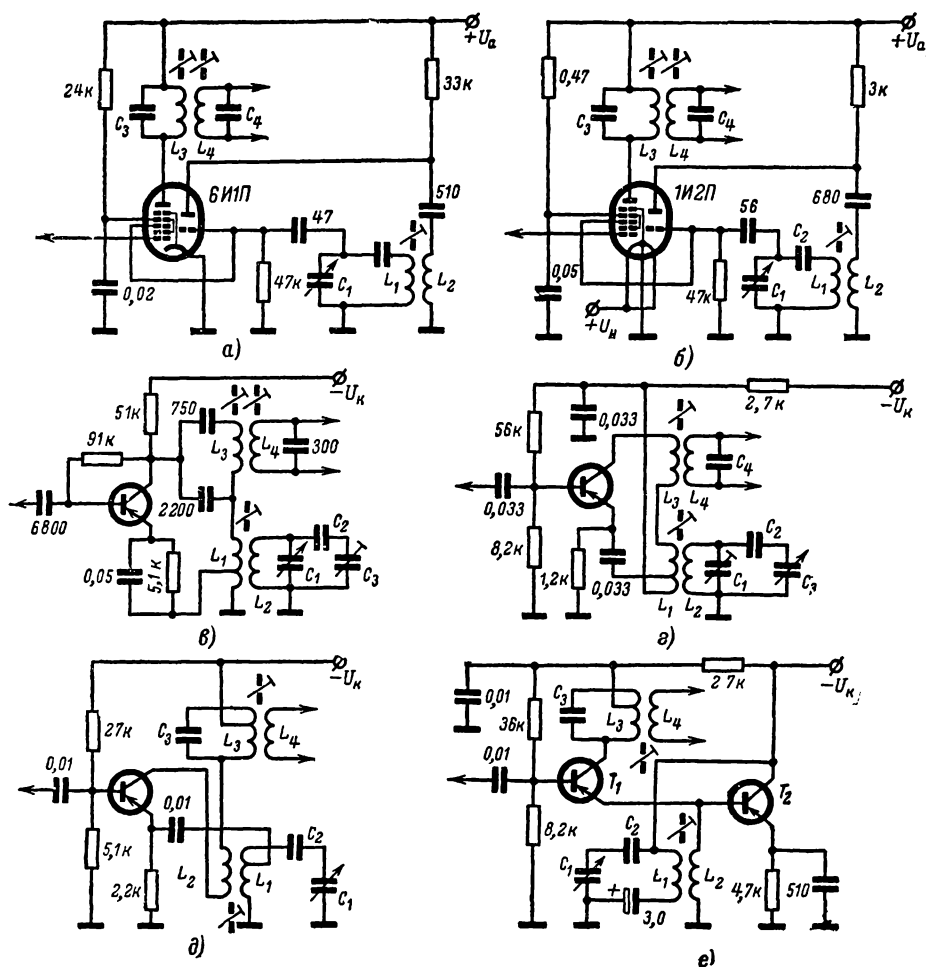 +Uа
24к
C3
C4
33к
L3
L4
6И1П
510
47
47к
C1
L1
L2
0,02
а)
+Uа
0,47
C3
C4
3к
L3
L4
1И2П
680
56
C2
0,05
47к
C1
L1
L2
+Uн
б)
-Uк
51к
750
91к
L3
L4
300
2200
6800
L1
C2
0,05
5,1к
L2
C1
C3
в)
-Uк
2,7к
56к
0,033
0,033
L3
L4
C4
8,2к
1,2к
0,033
L1
L2
C1
C2
C3
г)
-Uк
27к
C3
L3
L4
0,01
0,01
C2
5,1к
2,2к
L2
L1
C1
д)
-Uк
27к
0,01
36к
C3
L3
L4
0,01
T1
T2
8,2к
C2
C1
L1
L2
4,7к
510
+
3,0
е)